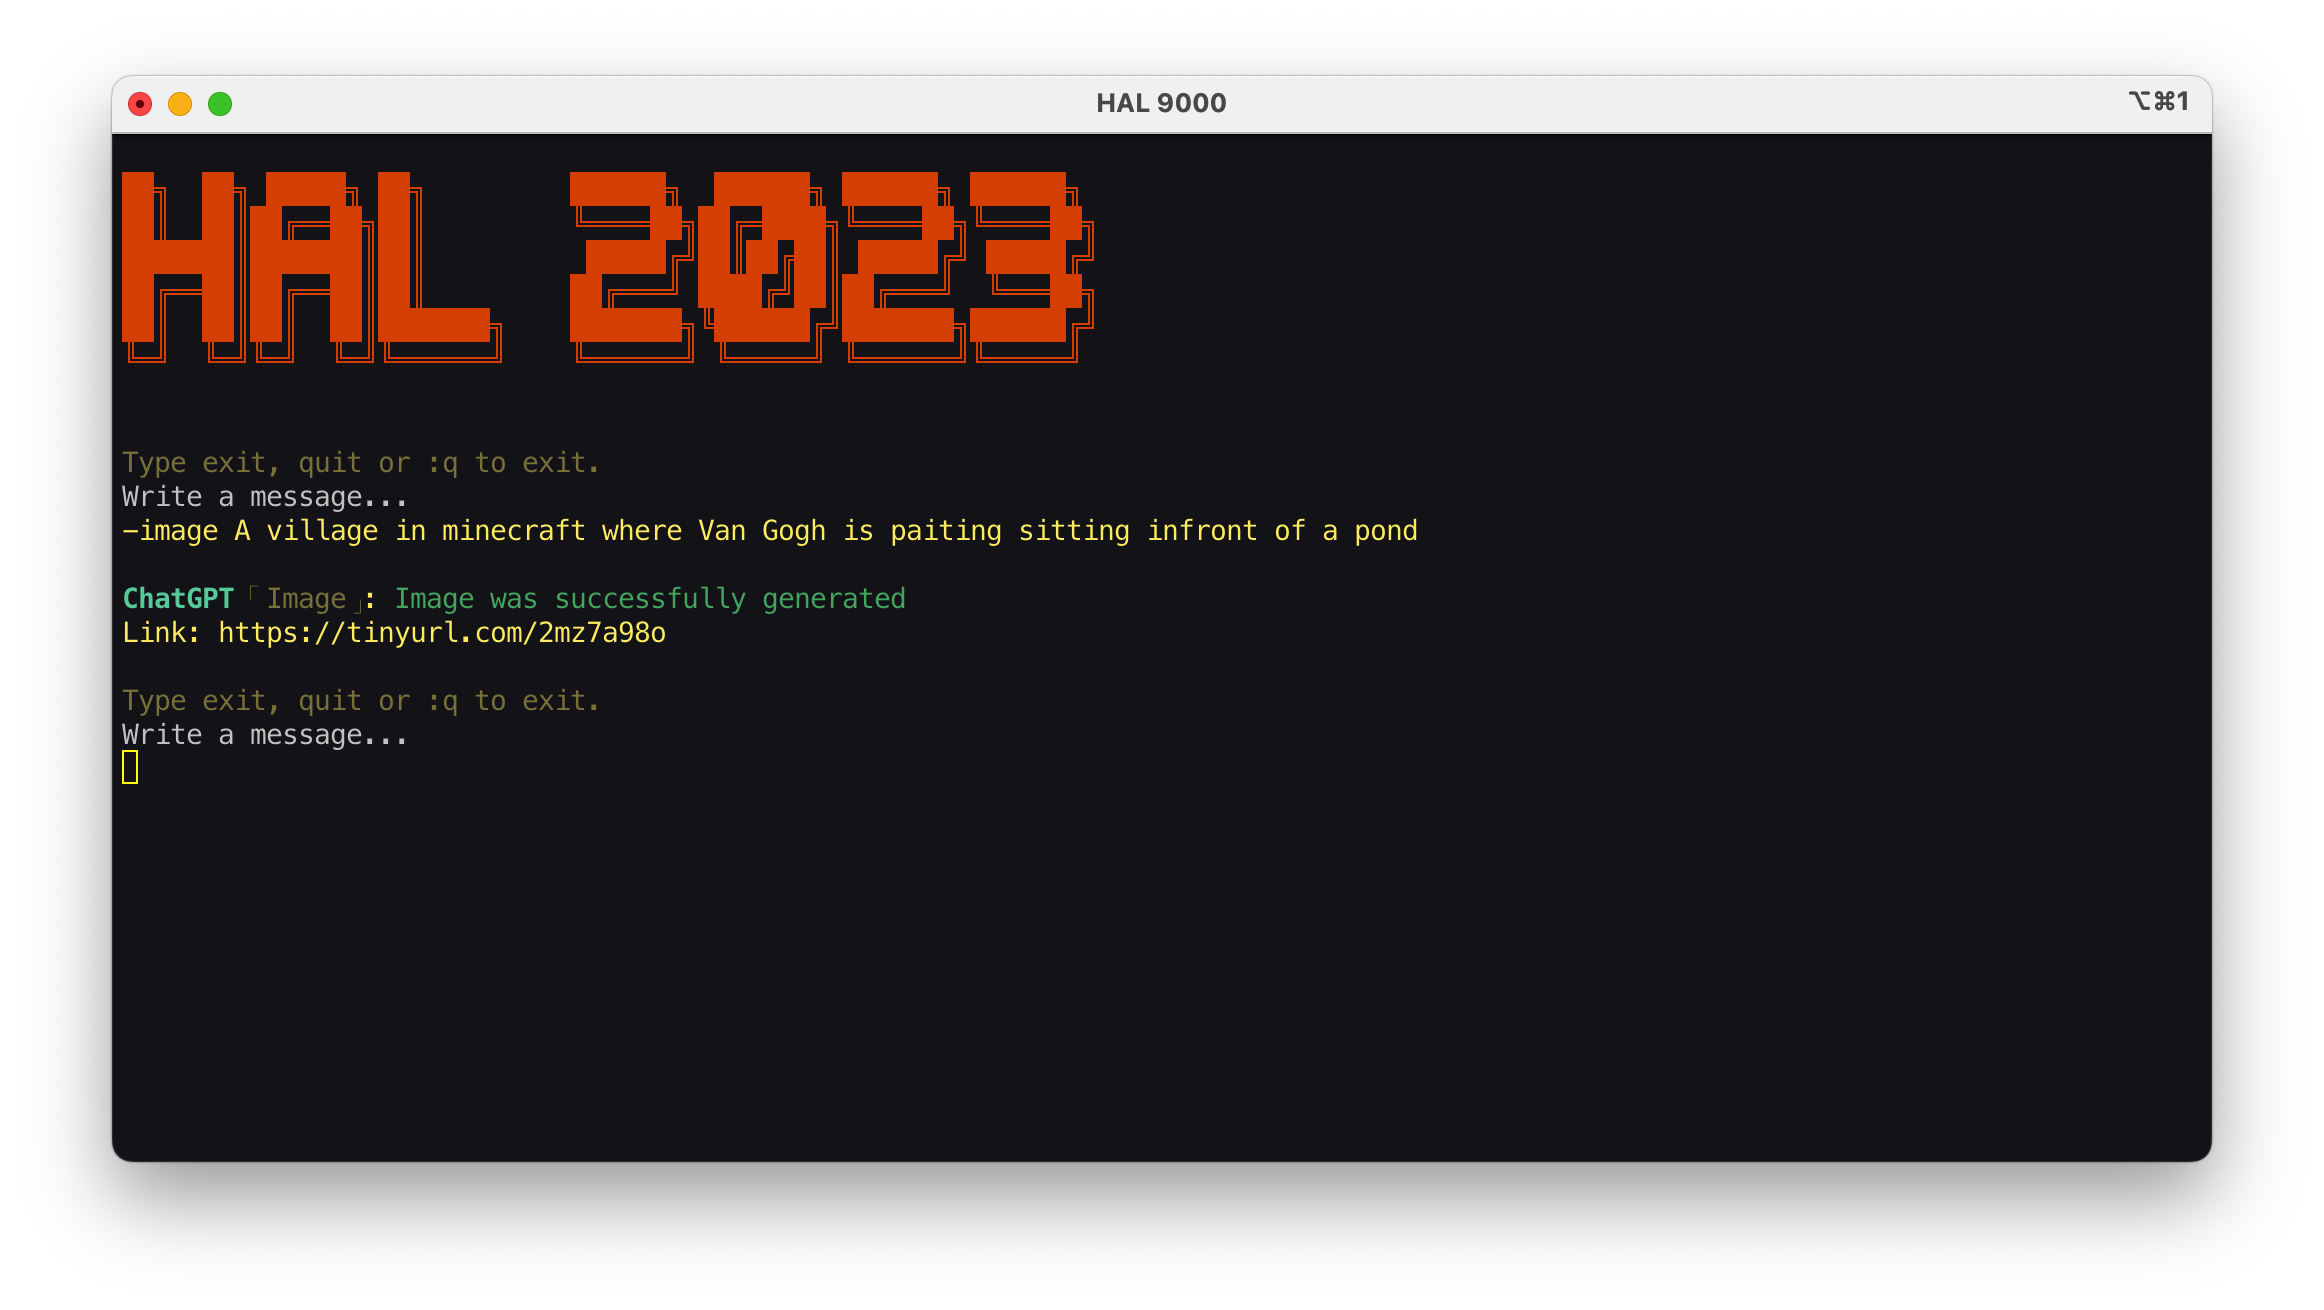 HAL 9000
⌥⌘1
HAL 2023
Type exit, quit or :q to exit.
Write a message...
-image A village in minecraft where Van Gogh is paiting sitting infront of a pond
ChatGPT「Image」: Image was successfully generated
Link: https://tinyurl.com/2mz7a98o
Type exit, quit or :q to exit.
Write a message...